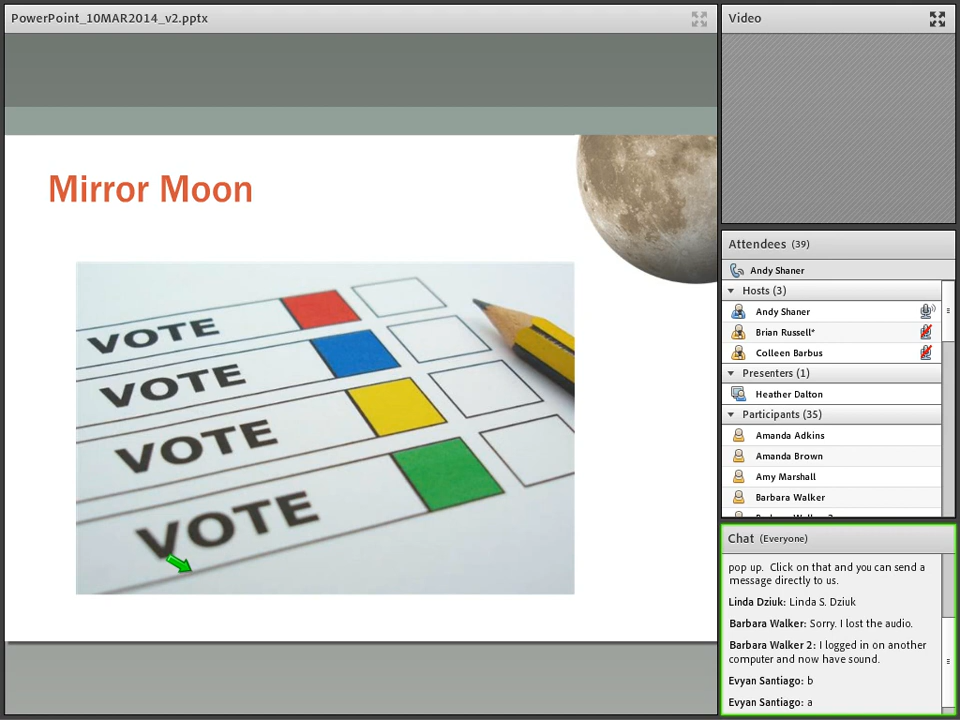 PowerPoint_10MAR2014_v2.pptx
Mirror Moon
VOTE
VOTE
VOTE
VOTE
Video
Attendees (39)
Andy Shaner
Hosts (3)
Andy Shaner
Brian Russell*
Colleen Barbus
Presenters (1)
Heather Dalton
Participants (35)
Amanda Adkins
Amanda Brown
Amy Marshall
Barbara Walker
Chat (Everyone)
pop up. Click on that and you can send a
message directly to us.
Linda Dziuk: Linda S. Dziuk
Barbara Walker: Sorry. I lost the audio.
Barbara Walker 2: I logged in on another
computer and now have sound.
Evyan Santiago: b
Evyan Santiago: a